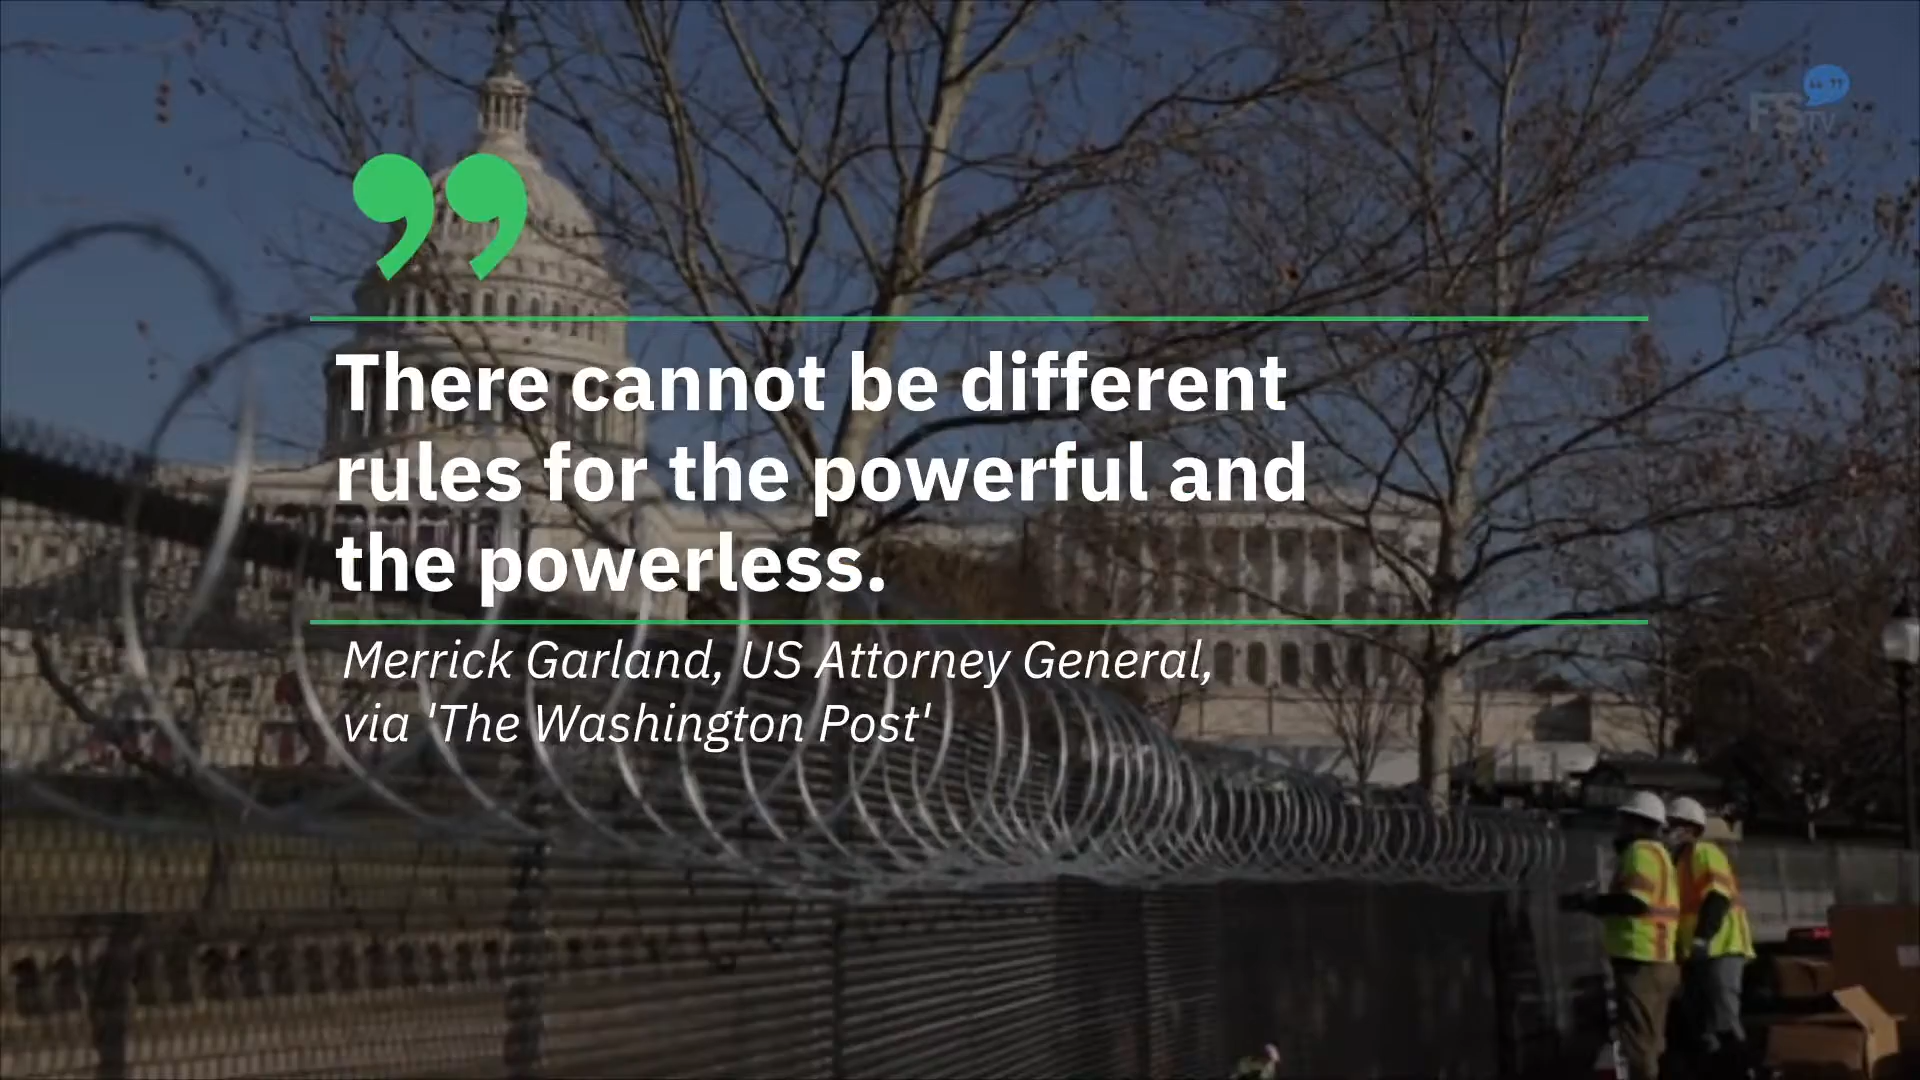 FSTV
There cannot be different
rules for the powerful and
the powerless.
Merrick Garland, US Attorney General,
via 'The Washington Post'